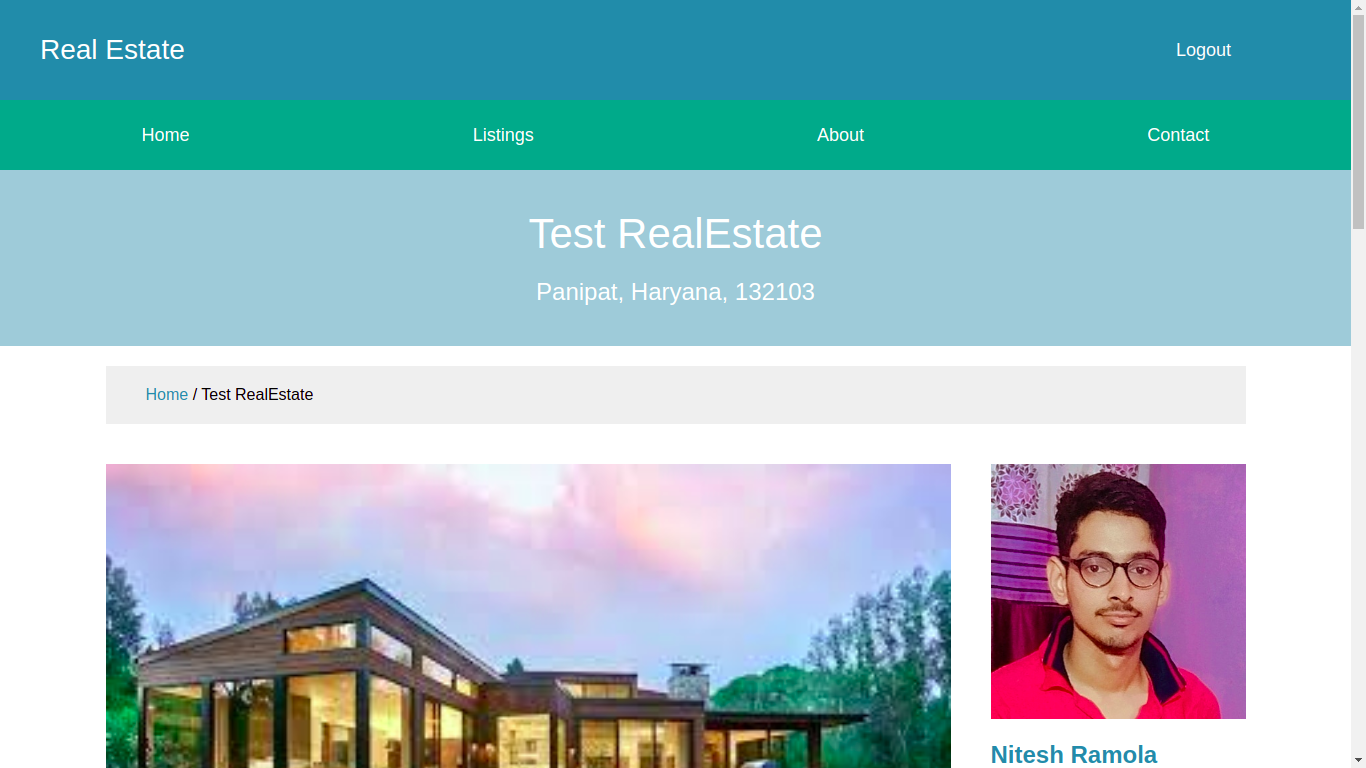 Real Estate
Logout
Home
Listings
About
Contact
Test RealEstate
Panipat, Haryana, 132103
Home / Test RealEstate
Nitesh Ramola